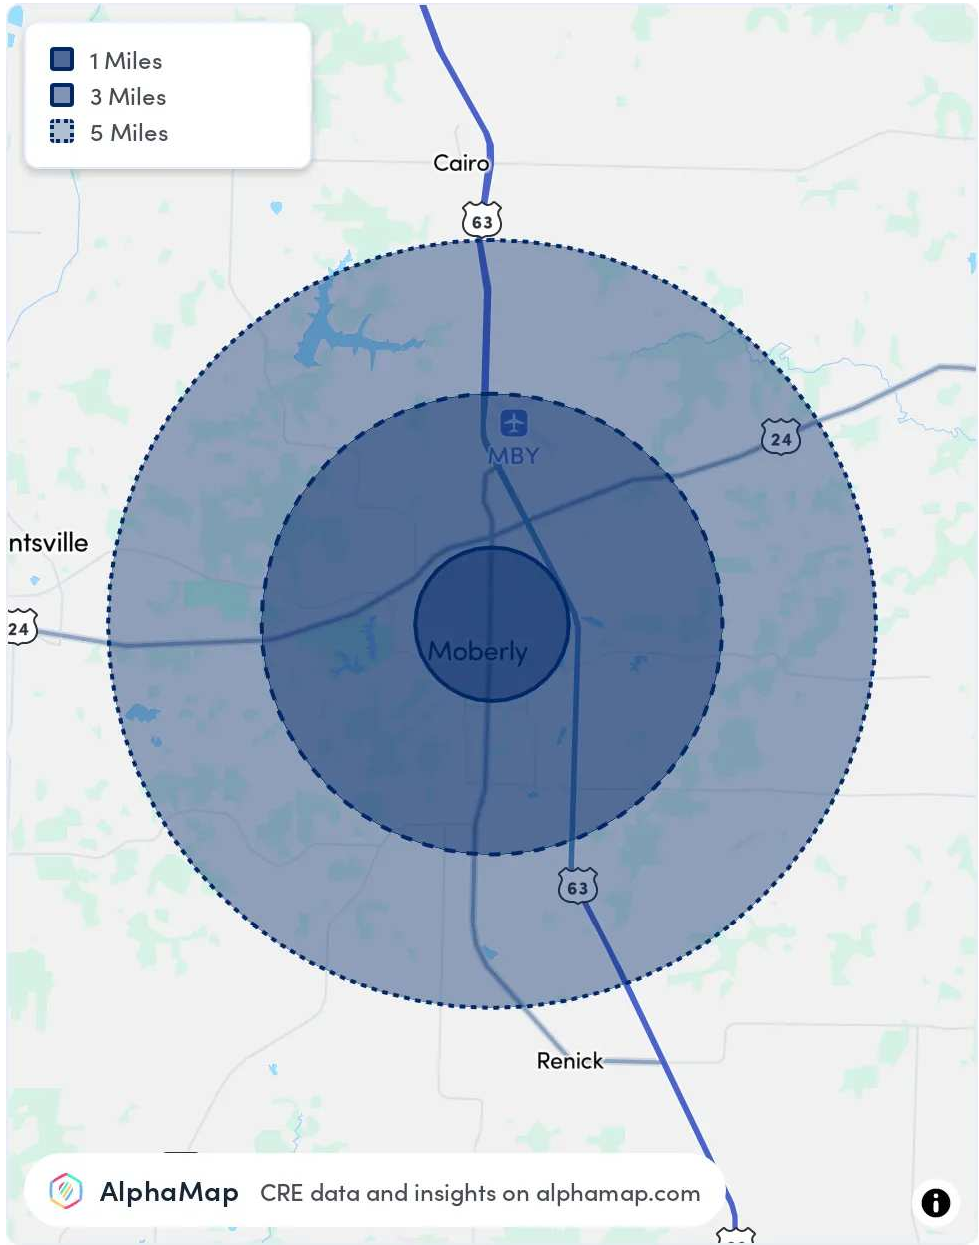 1 Miles
3 Miles
5 Miles
Cairo
63
24
MBY
ntsville
24
Moberly
63
Renick
AlphaMap CRE data and insights on alphamap.com